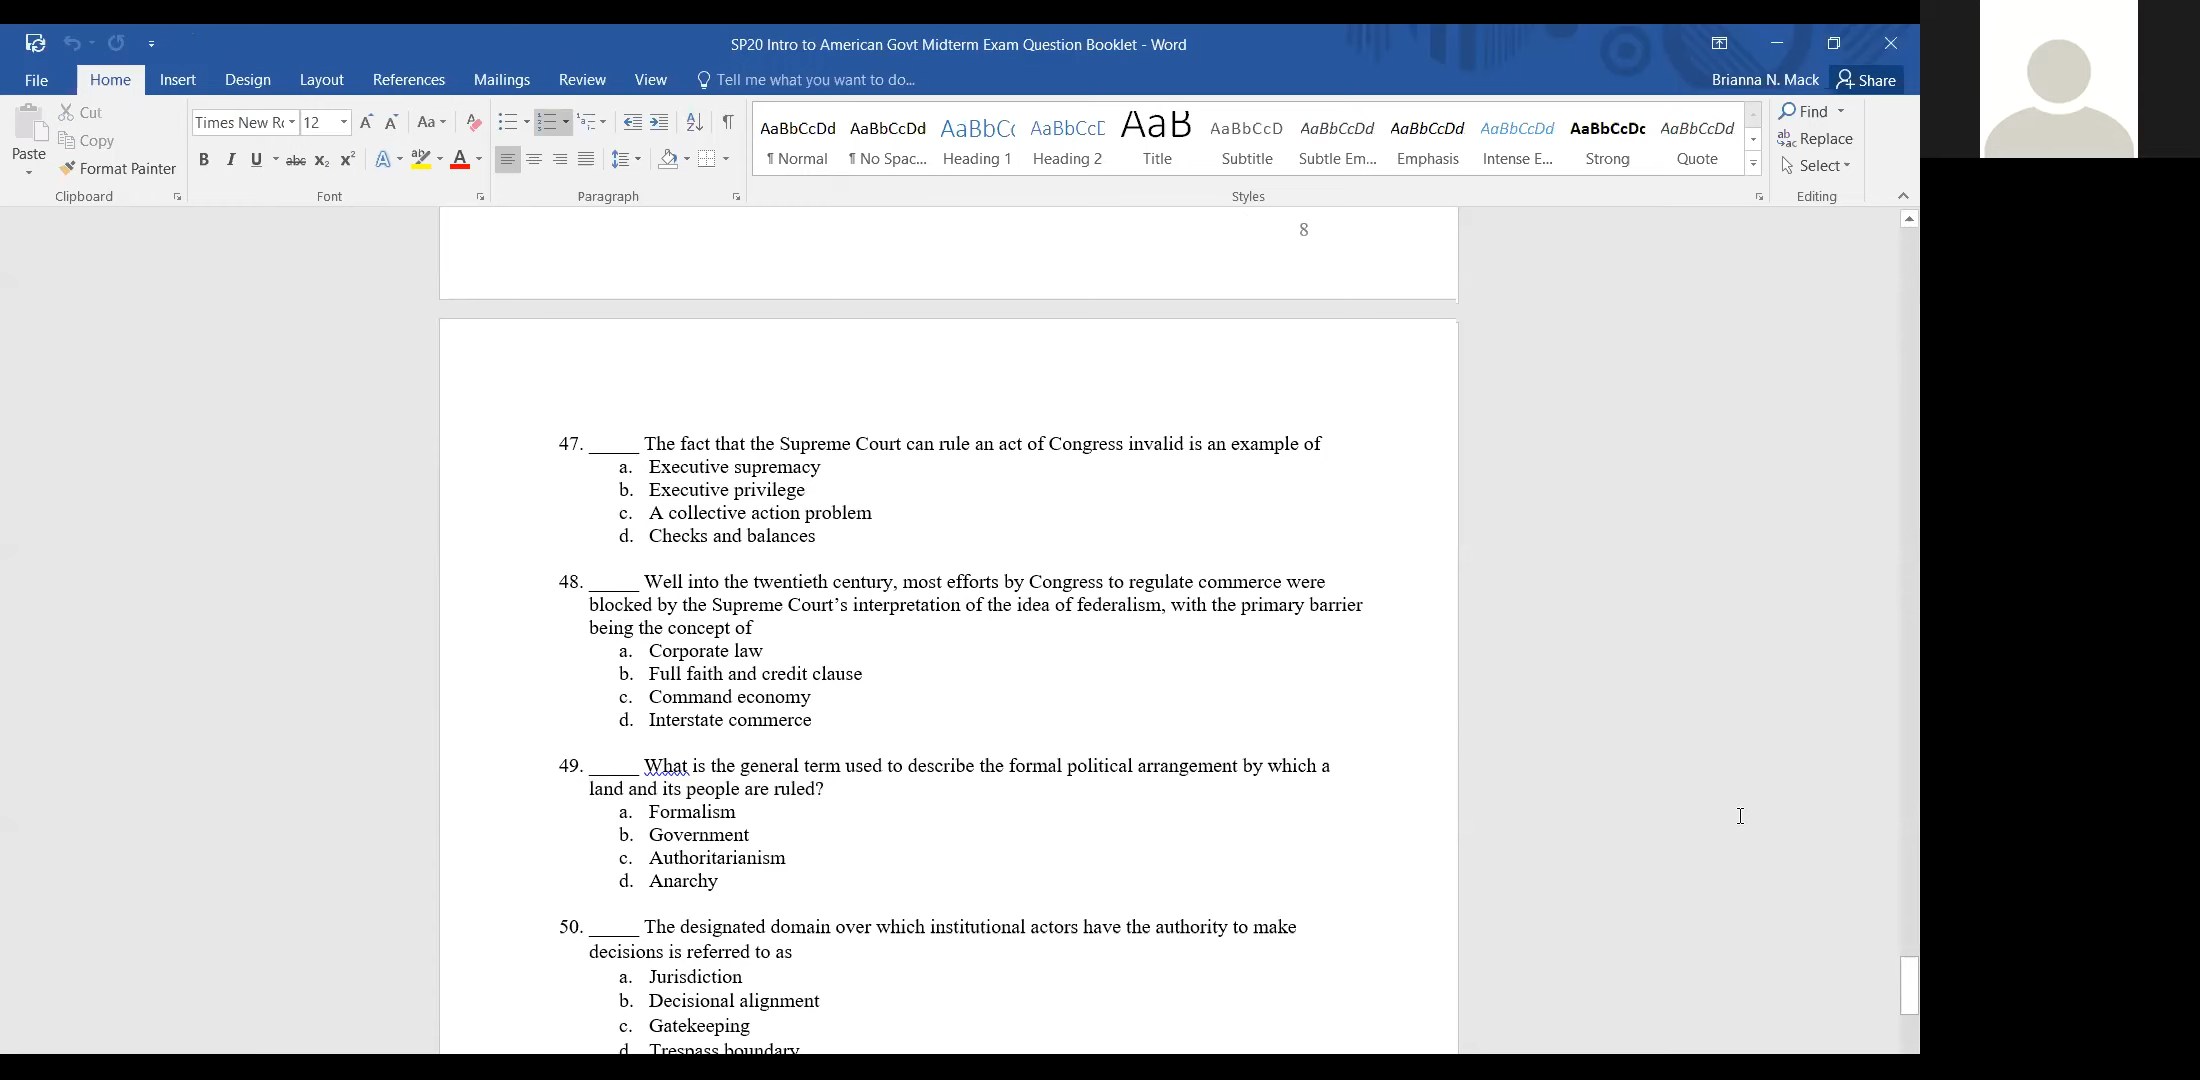 SP20 Intro to American Govt Midterm Exam Question Booklet - Word
File Home Insert Design Layout References Mailings Review View Tell me what you want to do... Brianna N. Mack Share
Paste
Cut
Copy
Format Painter
Clipboard
Times New Rc 12
Font
Paragraph
AaBbCcDd AaBbCcDd AaBbCc AaBbCcE AaB AaBbCcD AaBbCcDd AaBbCcDd AaBbCcDd AaBbCcDc AaBbCcDd
¶ Normal ¶ No Spac... Heading 1 Heading 2 Title Subtitle Subtle Em... Emphasis Intense E... Strong Quote
Styles
Find
Replace
Select
Editing
8
47. _____ The fact that the Supreme Court can rule an act of Congress invalid is an example of
a. Executive supremacy
b. Executive privilege
c. A collective action problem
d. Checks and balances
48. _____ Well into the twentieth century, most efforts by Congress to regulate commerce were
blocked by the Supreme Court’s interpretation of the idea of federalism, with the primary barrier
being the concept of
a. Corporate law
b. Full faith and credit clause
c. Command economy
d. Interstate commerce
49. _____ What is the general term used to describe the formal political arrangement by which a
land and its people are ruled?
a. Formalism
b. Government
c. Authoritarianism
d. Anarchy
50. _____ The designated domain over which institutional actors have the authority to make
decisions is referred to as
a. Jurisdiction
b. Decisional alignment
c. Gatekeeping
d. Trespass boundary